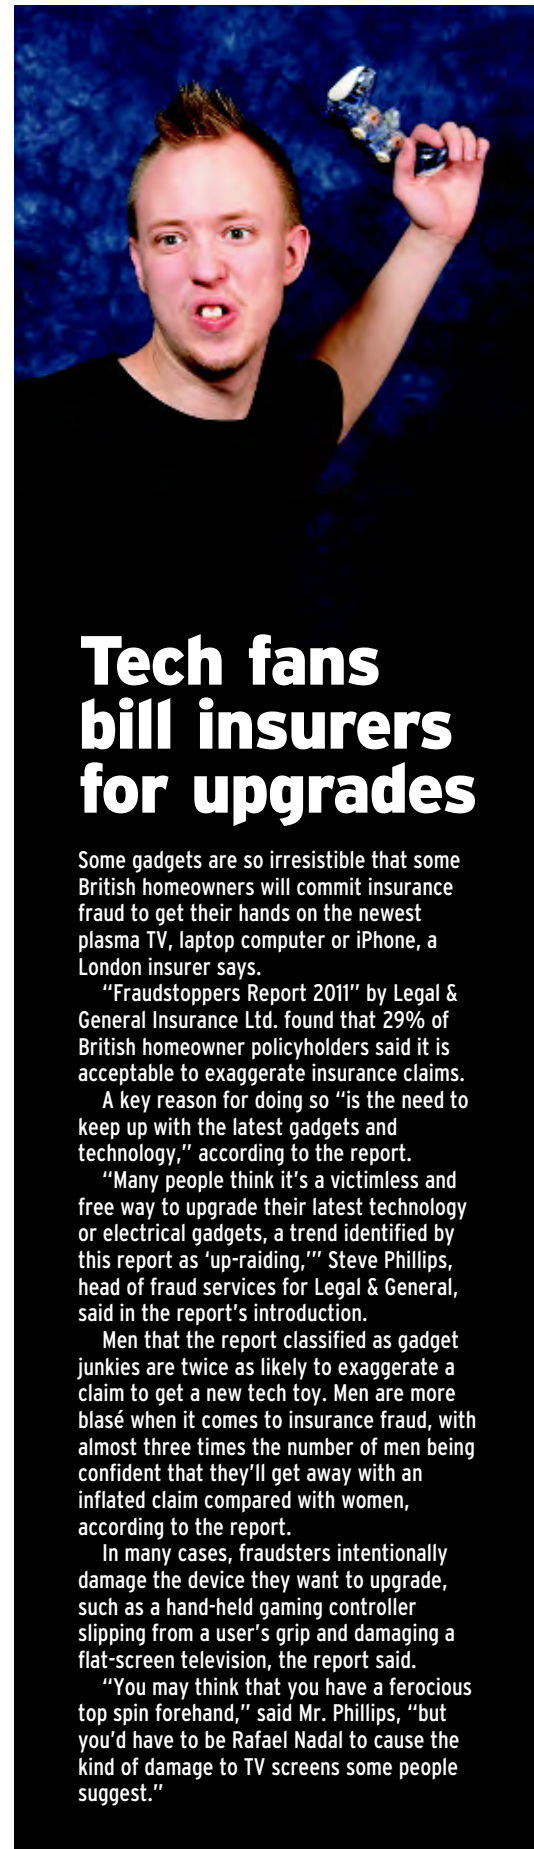 Tech fans
bill insurers
for upgrades
Some gadgets are so irresistible that some
British homeowners will commit insurance
fraud to get their hands on the newest
plasma TV, laptop computer or iPhone, a
London insurer says.
“Fraudstoppers Report 2011” by Legal &
General Insurance Ltd. found that 29% of
British homeowner policyholders said it is
acceptable to exaggerate insurance claims.
A key reason for doing so “is the need to
keep up with the latest gadgets and
technology,” according to the report.
“Many people think it’s a victimless and
free way to upgrade their latest technology
or electrical gadgets, a trend identified by
this report as ‘up-raiding,’” Steve Phillips,
head of fraud services for Legal & General,
said in the report’s introduction.
Men that the report classified as gadget
junkies are twice as likely to exaggerate a
claim to get a new tech toy. Men are more
blasé when it comes to insurance fraud, with
almost three times the number of men being
confident that they’ll get away with an
inflated claim compared with women,
according to the report.
In many cases, fraudsters intentionally
damage the device they want to upgrade,
such as a hand-held gaming controller
slipping from a user’s grip and damaging a
flat-screen television, the report said.
“You may think that you have a ferocious
top spin forehand,” said Mr. Phillips, “but
you’d have to be Rafael Nadal to cause the
kind of damage to TV screens some people
suggest.”